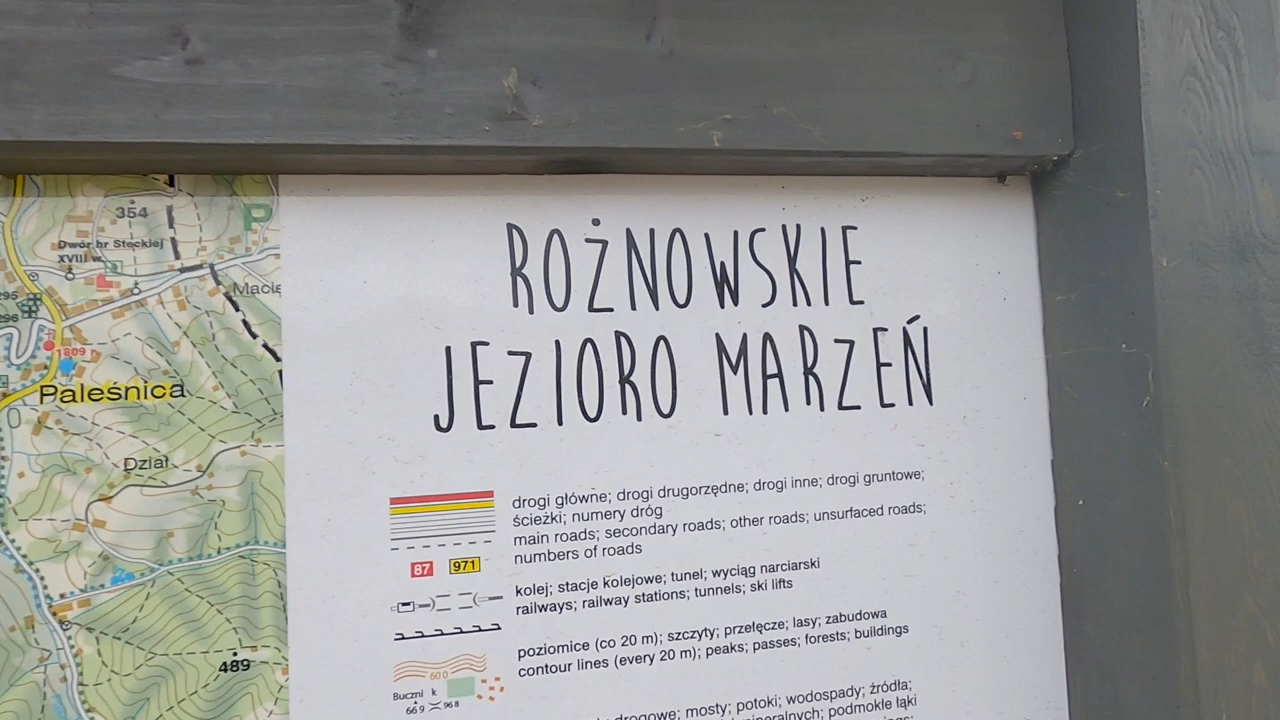 354
P
Dwór hr Steckiej
XVIII w.
295
296
1809 r
Paleśnica
Dział
489
ROŻNOWSKIE
JEZIORO MARZEŃ
drogi główne; drogi drugorzędne; drogi inne; drogi gruntowe;
ścieżki; numery dróg
main roads; secondary roads; other roads; unsurfaced roads;
numbers of roads
87 971
kolej; stacje kolejowe; tunel; wyciąg narciarski
railways; railway stations; tunnels; ski lifts
poziomice (co 20 m); szczyty; przełęcze; lasy; zabudowa
contour lines (every 20 m); peaks; passes; forests; buildings
600
Buczni k
669 968
drogowe; mosty; potoki; wodospady; źródła;
podmokłe łąki